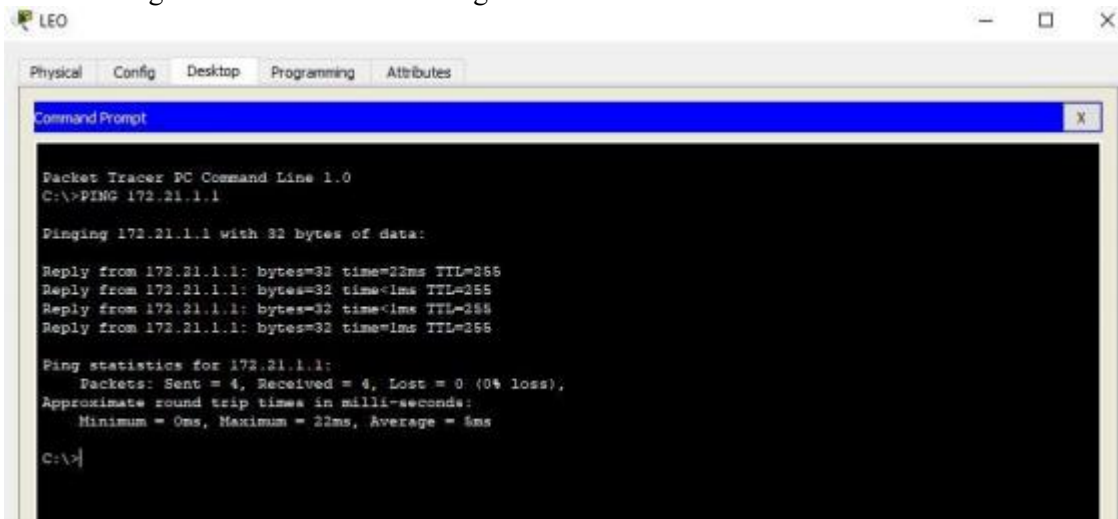 LEO
Physical Config Desktop Programming Attributes
Command Prompt
X
Packet Tracer PC Command Line 1.0
C:\>PING 172.21.1.1
Pinging 172.21.1.1 with 32 bytes of data:
Reply from 172.21.1.1: bytes=32 time=22ms TTL=255
Reply from 172.21.1.1: bytes=32 time<1ms TTL=255
Reply from 172.21.1.1: bytes=32 time<1ms TTL=255
Reply from 172.21.1.1: bytes=32 time=1ms TTL=255
Ping statistics for 172.21.1.1:
Packets: Sent = 4, Received = 4, Lost = 0 (0% loss),
Approximate round trip times in milli-seconds:
Minimum = 0ms, Maximum = 22ms, Average = 5ms
C:\>